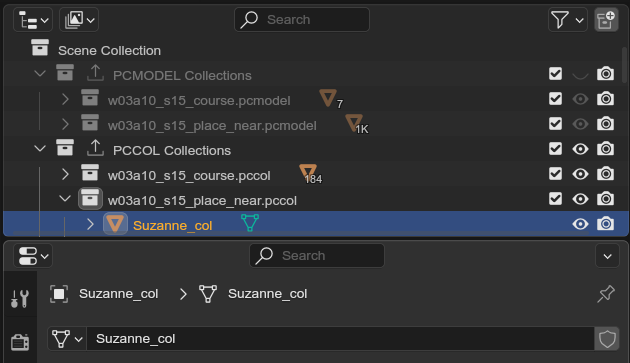 Search
Scene Collection
PCMODEL Collections
w03a10_s15_course.pcmodel 7
w03a10_s15_place_near.pcmodel 1K
PCCOL Collections
w03a10_s15_course.pccol 184
w03a10_s15_place_near.pccol
Suzanne_col
Search
Suzanne_col > Suzanne_col
Suzanne_col